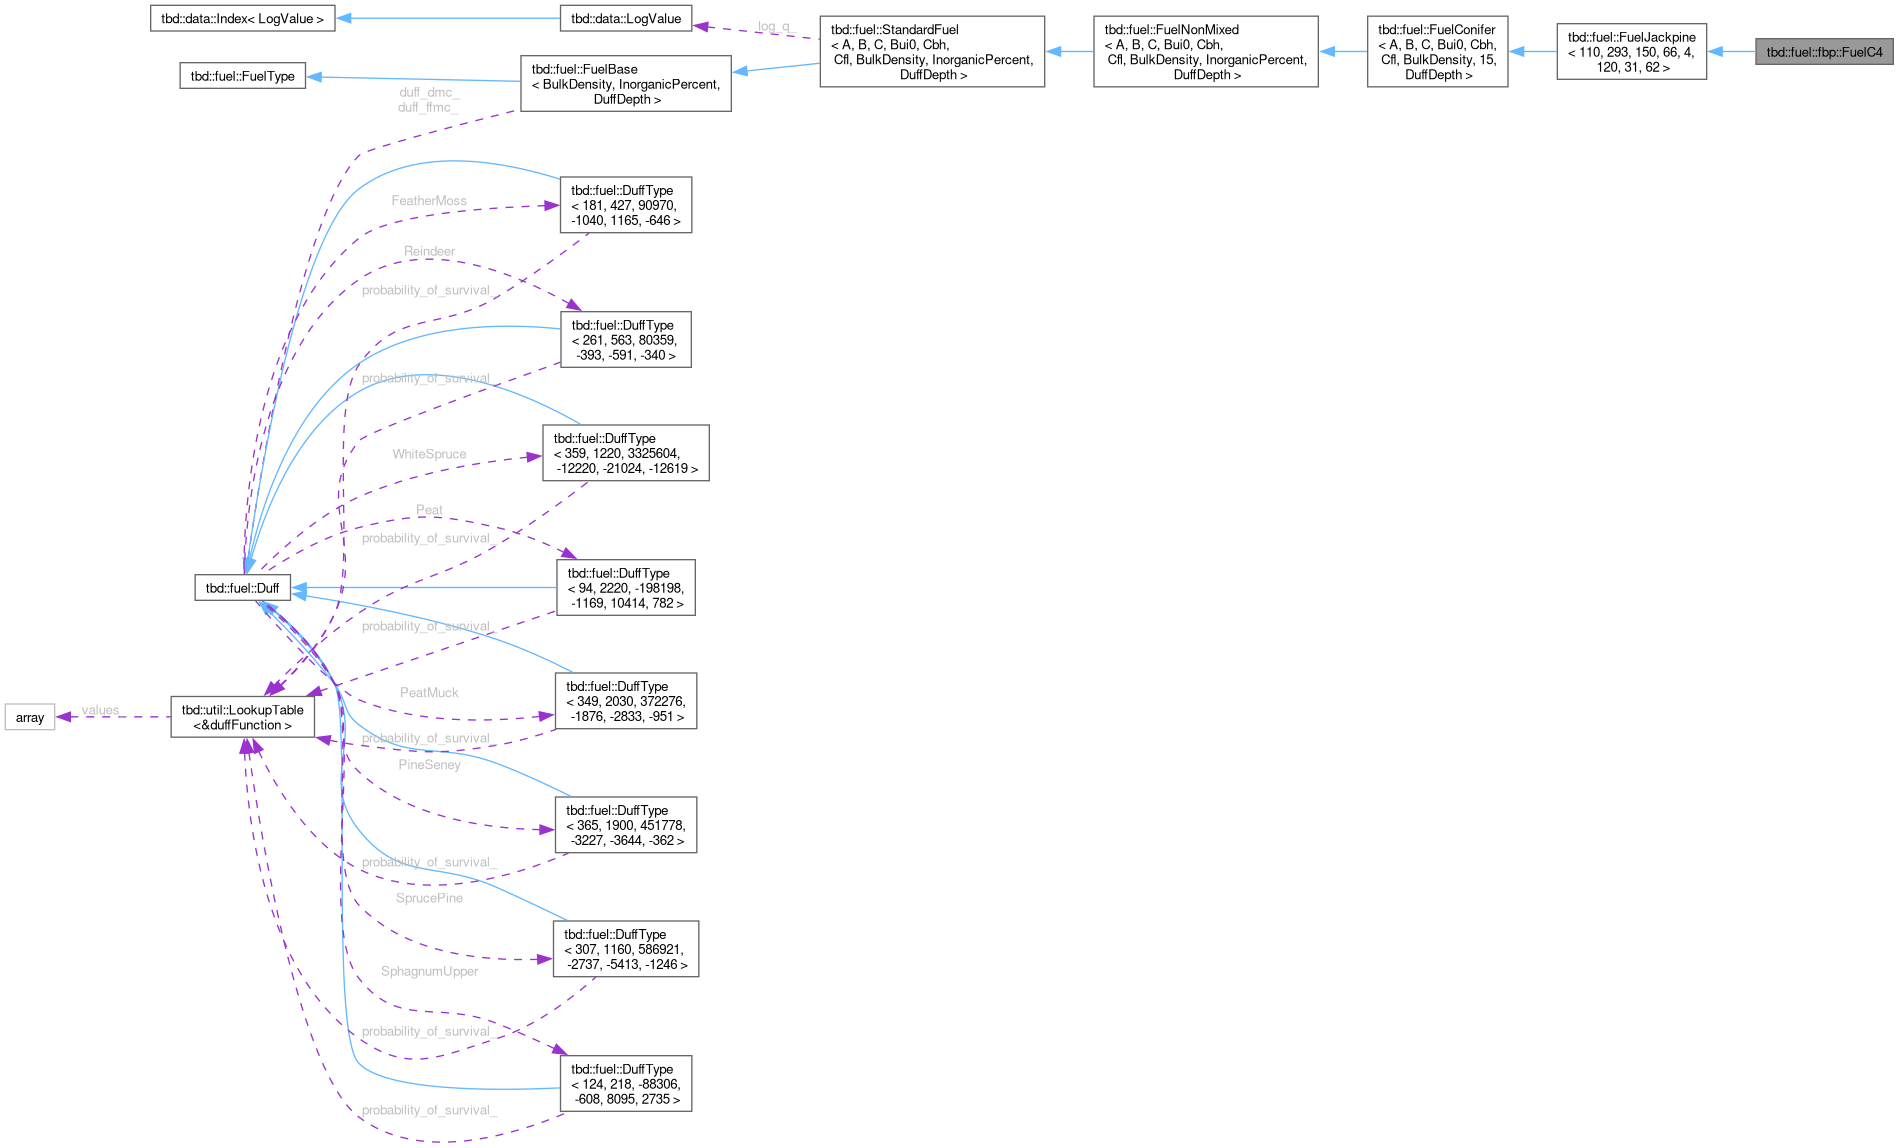 tbd::data::Index< LogValue >
tbd::data::LogValue
log_q_
tbd::fuel::StandardFuel
< A, B, C, Bui0, Cbh,
Cfl, BulkDensity, InorganicPercent,
DuffDepth >
tbd::fuel::FuelNonMixed
< A, B, C, Bui0, Cbh,
Cfl, BulkDensity, InorganicPercent,
DuffDepth >
tbd::fuel::FuelConifer
< A, B, C, Bui0, Cbh,
Cfl, BulkDensity, 15,
DuffDepth >
tbd::fuel::FuelJackpine
< 110, 293, 150, 66, 4,
120, 31, 62 >
tbd::fuel::fbp::FuelC4
tbd::fuel::FuelType
tbd::fuel::FuelBase
< BulkDensity, InorganicPercent,
DuffDepth >
duff_dmc_
duff_ffmc_
tbd::fuel::DuffType
< 181, 427, 90970,
-1040, 1165, -646 >
FeatherMoss
Reindeer
probability_of_survival_
tbd::fuel::DuffType
< 261, 563, 80359,
-393, -591, -340 >
probability_of_survival_
tbd::fuel::DuffType
< 359, 1220, 3325604,
-12220, -21024, -12619 >
WhiteSpruce
Peat
probability_of_survival_
tbd::fuel::DuffType
< 94, 2220, -198198,
-1169, 10414, 782 >
tbd::fuel::Duff
probability_of_survival_
tbd::fuel::DuffType
< 349, 2030, 372276,
-1876, -2833, -951 >
PeatMuck
array
values
tbd::util::LookupTable
<&duffFunction >
probability_of_survival_
PineSeney
tbd::fuel::DuffType
< 365, 1900, 451778,
-3227, -3644, -362 >
probability_of_survival_
SprucePine
tbd::fuel::DuffType
< 307, 1160, 586921,
-2737, -5413, -1246 >
SphagnumUpper
probability_of_survival_
tbd::fuel::DuffType
< 124, 218, -88306,
-608, 8095, 2735 >
probability_of_survival_